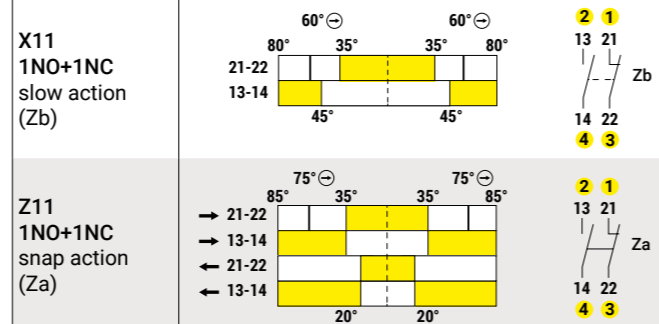 X11
1NO+1NC
slow action
(Zb)
60° 60°
80° 35° 35° 80°
21-22
13-14
45° 45°
2 1
13 21
Zb
14 22
4 3
Z11
1NO+1NC
snap action
(Za)
75° 75°
85° 35° 35° 85°
→ 21-22
→ 13-14
← 21-22
← 13-14
20° 20°
2 1
13 21
Za
14 22
4 3